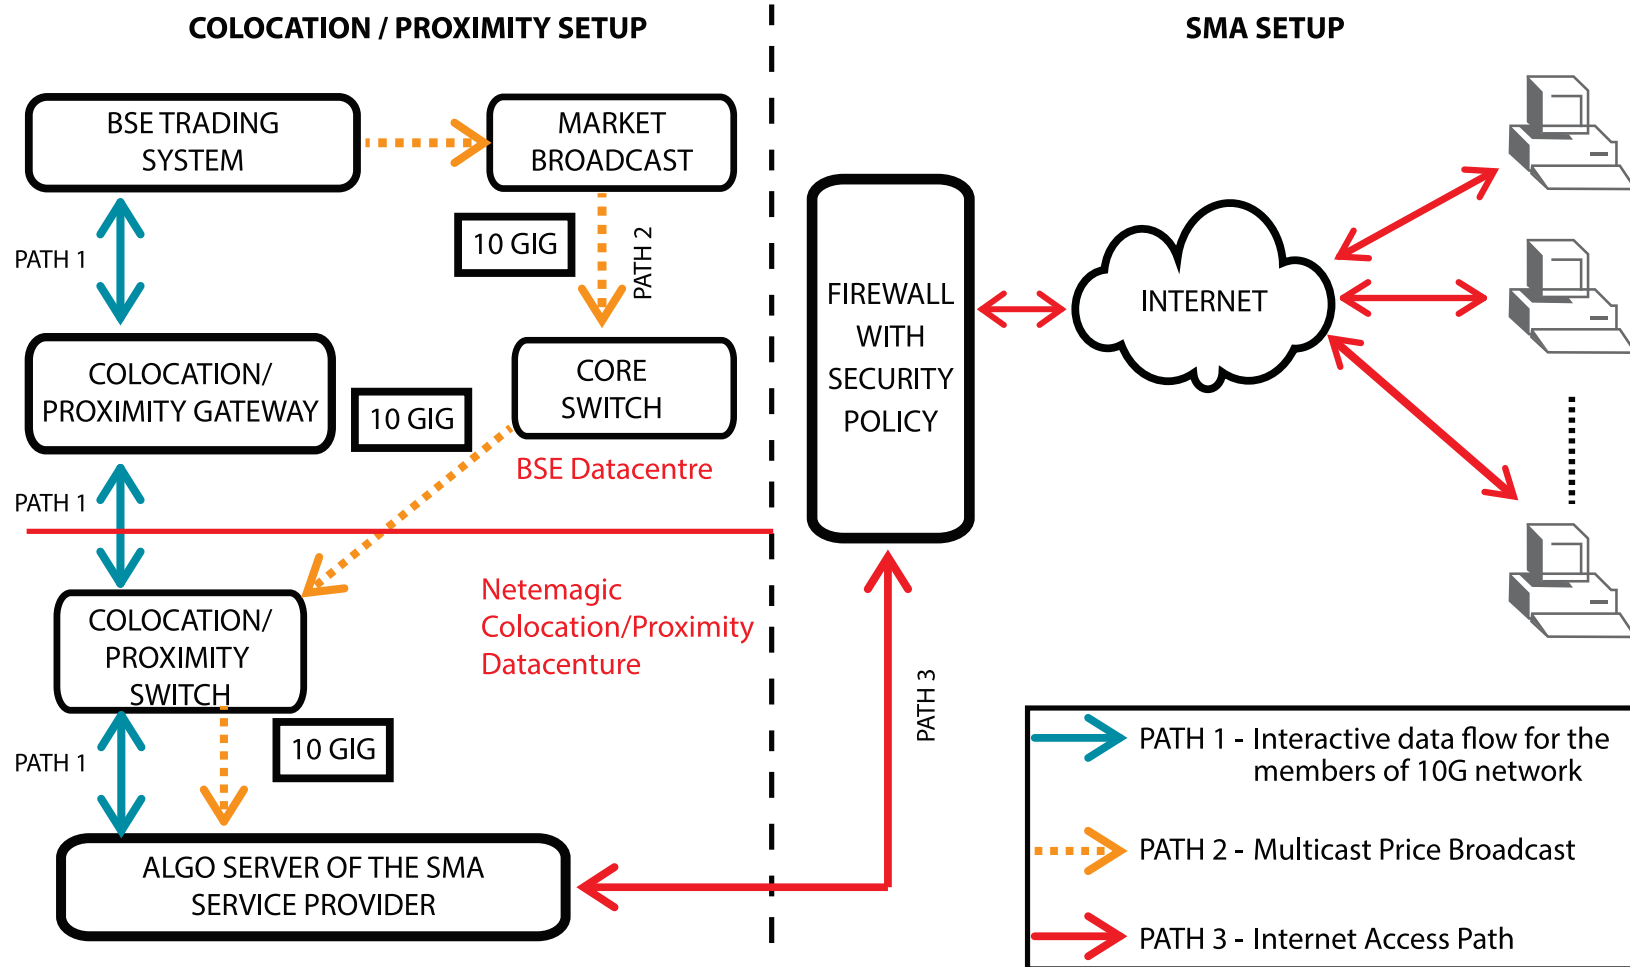 COLOCATION / PROXIMITY SETUP
SMA SETUP
BSE TRADING
SYSTEM
MARKET
BROADCAST
PATH 1
10 GIG
PATH 2
COLOCATION/
PROXIMITY GATEWAY
10 GIG
CORE
SWITCH
BSE Datacentre
PATH 1
Netemagic
Colocation/Proximity
Datacenture
COLOCATION/
PROXIMITY
SWITCH
PATH 1
10 GIG
ALGO SERVER OF THE SMA
SERVICE PROVIDER
FIREWALL
WITH
SECURITY
POLICY
INTERNET
PATH 3
PATH 1 - Interactive data flow for the
members of 10G network
PATH 2 - Multicast Price Broadcast
PATH 3 - Internet Access Path